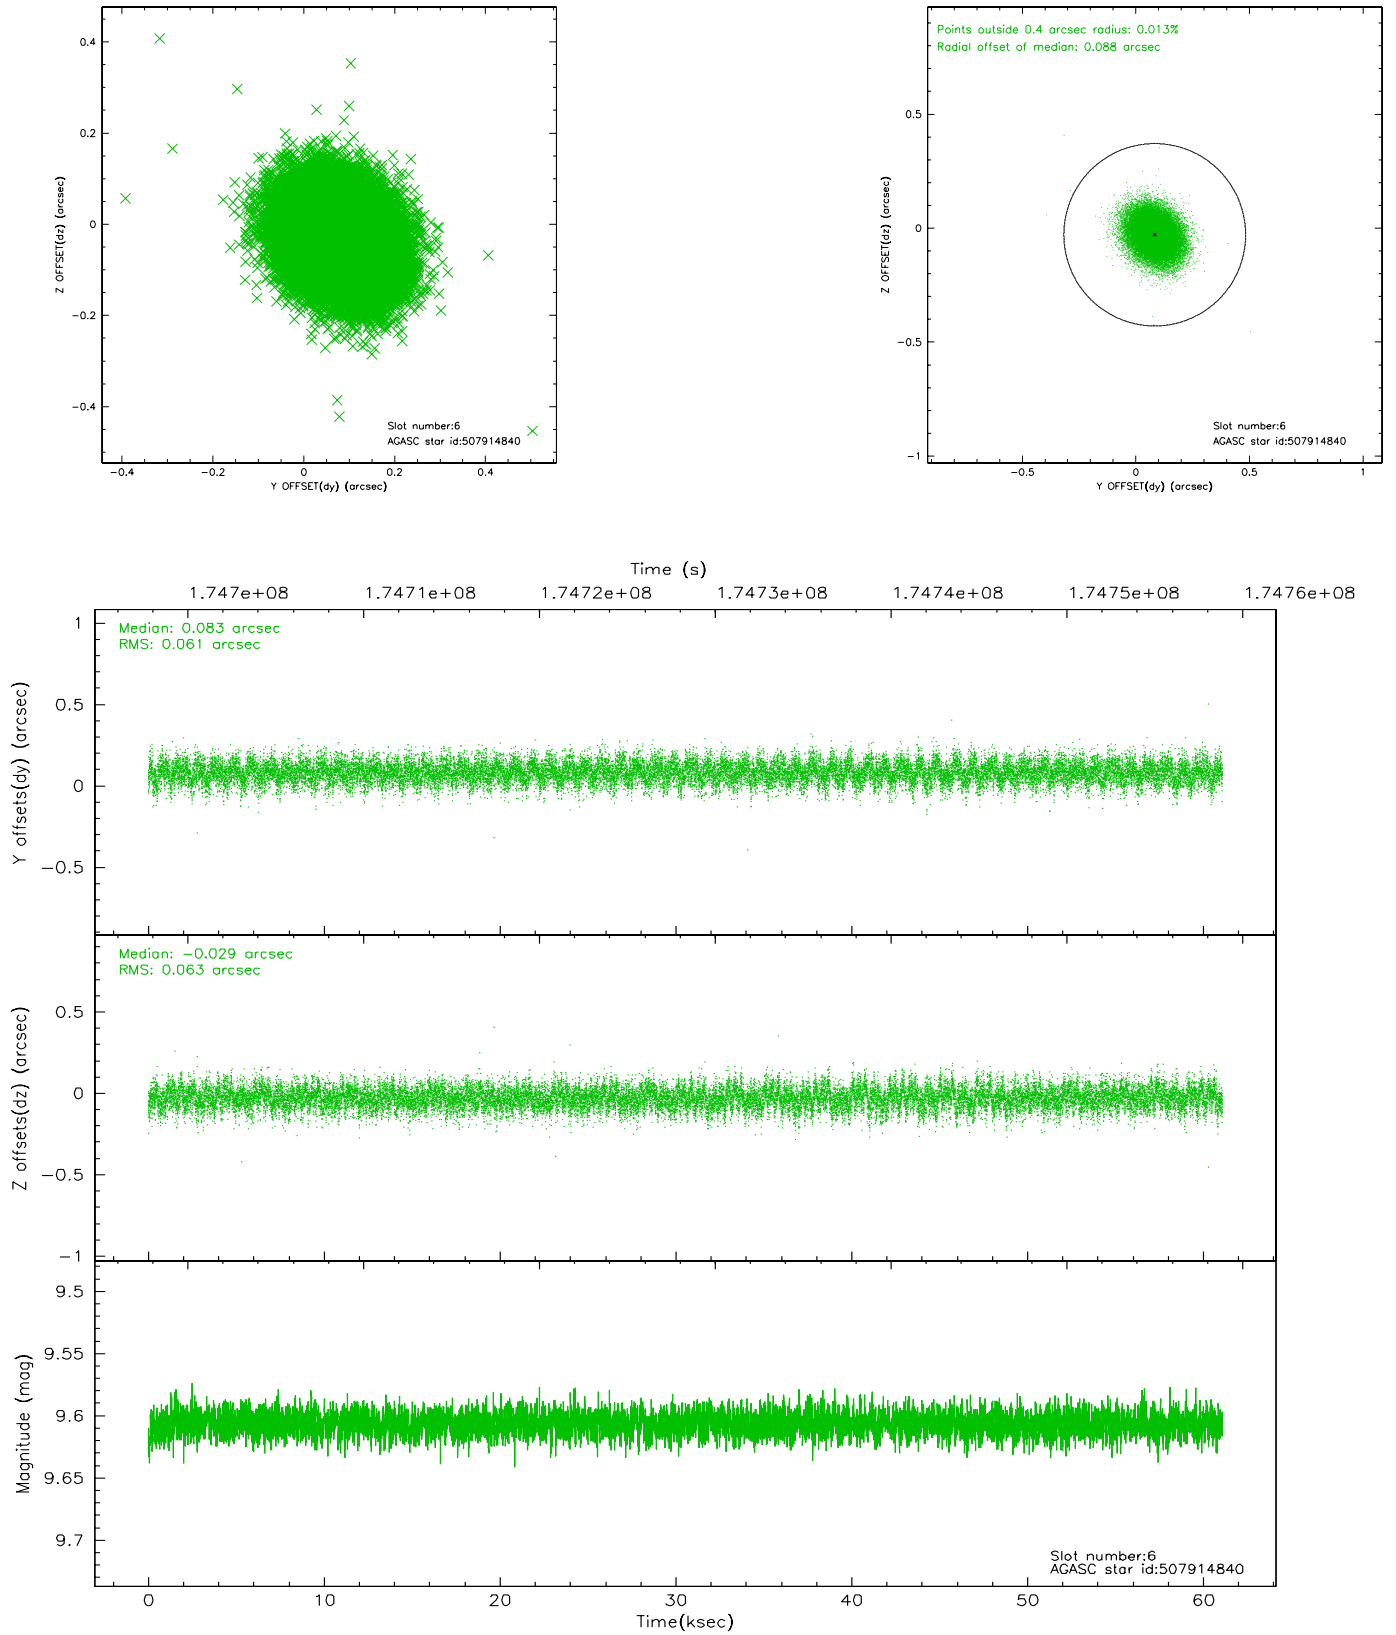 0.4
0.2
0
−0.2
−0.4
Z OFFSET(dz) (arcsec)
Slot number:6
AGASC star id:507914840
−0.4 −0.2 0 0.2 0.4
Y OFFSET(dy) (arcsec)
Points outside 0.4 arcsec radius: 0.013%
Radial offset of median: 0.088 arcsec
0.5
0
−0.5
−1
Z OFFSET(dz) (arcsec)
Slot number:6
AGASC star id:507914840
−0.5 0 0.5 1
Y OFFSET(dy) (arcsec)
Time (s)
1.747e+08 1.7471e+08 1.7472e+08 1.7473e+08 1.7474e+08 1.7475e+08 1.7476e+08
Median: 0.083 arcsec
RMS: 0.061 arcsec
1
0.5
0
−0.5
Y offsets(dy) (arcsec)
Median: −0.029 arcsec
RMS: 0.063 arcsec
0.5
0
−0.5
−1
Z offsets(dz) (arcsec)
9.5
9.55
9.6
9.65
9.7
Magnitude (mag)
Slot number:6
AGASC star id:507914840
0 10 20 30 40 50 60
Time(ksec)